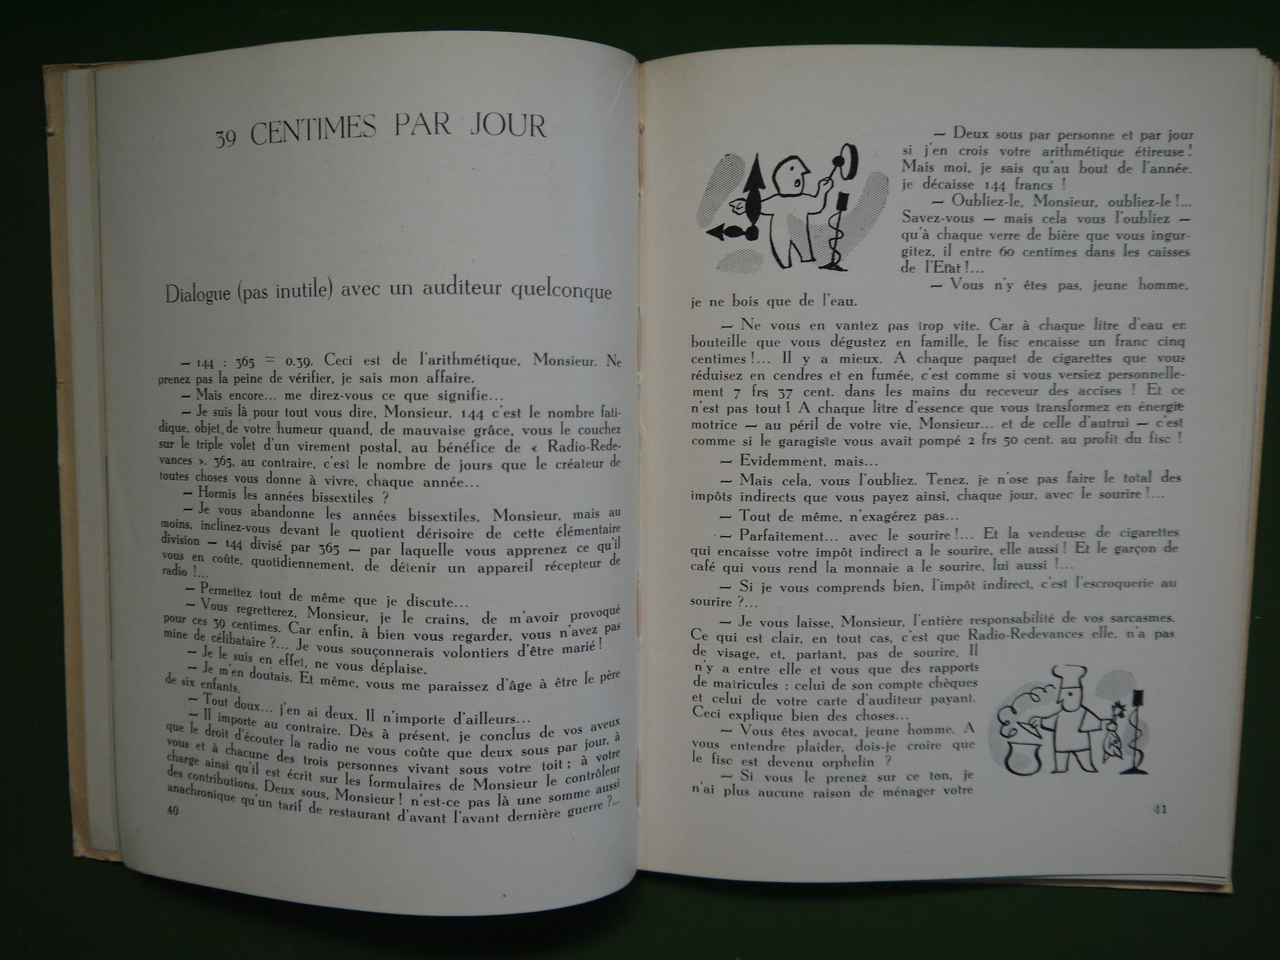 39 CENTIMES PAR JOUR
Dialogue (pas inutile) avec un auditeur quelconque
— 144 : 365 = 0.39. Ceci est de l'arithmétique, Monsieur. Ne
prenez pas la peine de vérifier, je sais mon affaire.
— Mais encore... me direz-vous ce que signifie...
— Je suis là pour tout vous dire, Monsieur. 144 c'est le nombre fati-
dique, objet de votre humeur quand, de mauvaise grâce, vous le couchez
sur le triple volet d'un virement postal, au bénéfice de « Radio-Rede-
vances ». 365, au contraire, c'est le nombre de jours que le créateur de
toutes choses vous donne à vivre, chaque année...
— Hormis les années bissextiles ?
— Je vous abandonne les années bissextiles, Monsieur, mais au
moins, inclinez-vous devant le quotient dérisoire de cette élémentaire
division — 144 divisé par 365 — par laquelle vous apprenez ce qu'il
vous en coûte, quotidiennement, de détenir un appareil récepteur de
radio !...
— Permettez tout de même que je discute...
— Vous regretterez, Monsieur, je le crains, de m'avoir provoqué
pour ces 39 centimes. Car enfin, à bien vous regarder, vous n'avez pas
mine de célibataire ?... Je vous soupçonnerais volontiers d'être marié !
— Je le suis en effet, ne vous déplaise.
— Je m'en doutais. Et même, vous me paraissez d'âge à être le père
de six enfants.
— Tout doux... j'en ai deux. Il n'importe d'ailleurs...
— Il importe au contraire. Dès à présent, je conclus de vos aveux
que le droit d'écouter la radio ne vous coûte que deux sous par jour, à
vous et à chacune des trois personnes vivant sous votre toit : à votre
charge ainsi qu'il est écrit sur les formulaires de Monsieur le contrôleur
des contributions. Deux sous, Monsieur ! n'est-ce pas là une somme aussi
anachronique qu'un tarif de restaurant d'avant l'avant dernière guerre ?...
40
— Deux sous par personne et par jour
si j'en crois votre arithmétique étireuse !
Mais moi, je sais qu'au bout de l'année,
je décaisse 144 francs !
— Oubliez-le, Monsieur, oubliez-le !...
Savez-vous — mais cela vous l'oubliez —
qu'à chaque verre de bière que vous ingur-
gitez, il entre 60 centimes dans les caisses
de l'Etat !...
— Vous n'y êtes pas, jeune homme,
je ne bois que de l'eau.
— Ne vous en vantez pas trop vite. Car à chaque litre d'eau en
bouteille que vous dégustez en famille, le fisc encaisse un franc cinq
centimes !... Il y a mieux. A chaque paquet de cigarettes que vous
réduisez en cendres et en fumée, c'est comme si vous versiez personnelle-
ment 7 frs 37 cent. dans les mains du receveur des accises ! Et ce
n'est pas tout ! A chaque litre d'essence que vous transformez en énergie
motrice — au péril de votre vie, Monsieur... et de celle d'autrui — c'est
comme si le garagiste vous avait pompé 2 frs 50 cent. au profit du fisc !
— Evidemment, mais...
— Mais cela, vous l'oubliez. Tenez, je n'ose pas faire le total des
impôts indirects que vous payez ainsi, chaque jour, avec le sourire !...
— Tout de même, n'exagérez pas...
— Parfaitement... avec le sourire !... Et la vendeuse de cigarettes
qui encaisse votre impôt indirect a le sourire, elle aussi ! Et le garçon de
café qui vous rend la monnaie a le sourire, lui aussi !...
— Si je vous comprends bien, l'impôt indirect, c'est l'escroquerie au
sourire ?...
— Je vous laisse, Monsieur, l'entière responsabilité de vos sarcasmes.
Ce qui est clair, en tout cas, c'est que Radio-Redevances elle, n'a pas
de visage, et, partant, pas de sourire. Il
n'y a entre elle et vous que des rapports
de matricules : celui de son compte chèques
et celui de votre carte d'auditeur payant.
Ceci explique bien des choses...
— Vous êtes avocat, jeune homme. A
vous entendre plaider, dois-je croire que
le fisc est devenu orphelin ?
— Si vous le prenez sur ce ton, je
n'ai plus aucune raison de ménager votre
41